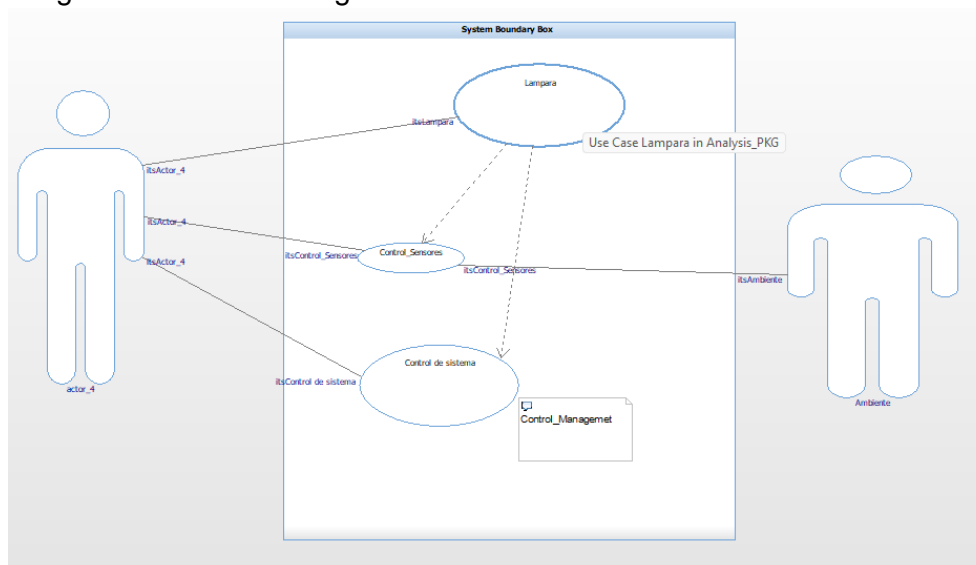 System Boundary Box
Lampara
itsLampara
Use Case Lampara in Analysis_PKG
itsActor_4
itsActor_4
itsControl_Sensores
Control_Sensores
itsActor_4
itsControl_Sensores
itsAmbiente
Control de sistema
itsControl de sistema
actor_4
Ambiente
Control_Managemet